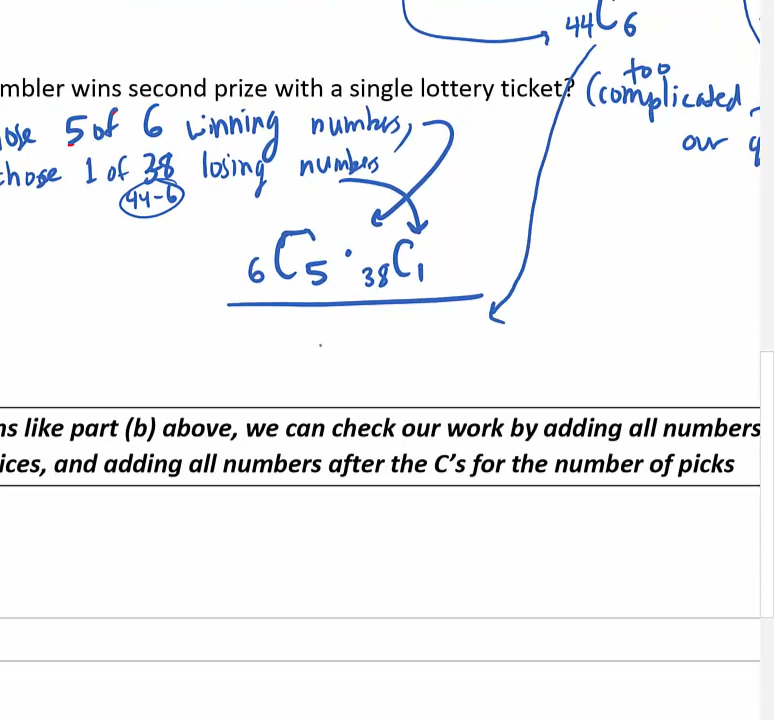 44C6
mbler wins second prize with a single lottery ticket? (too complicated
our
ose 5 of 6 winning numbers,
chose 1 of 38 losing numbers
44-6
6C5 · 38C1
ns like part (b) above, we can check our work by adding all numbers
ices, and adding all numbers after the C's for the number of picks